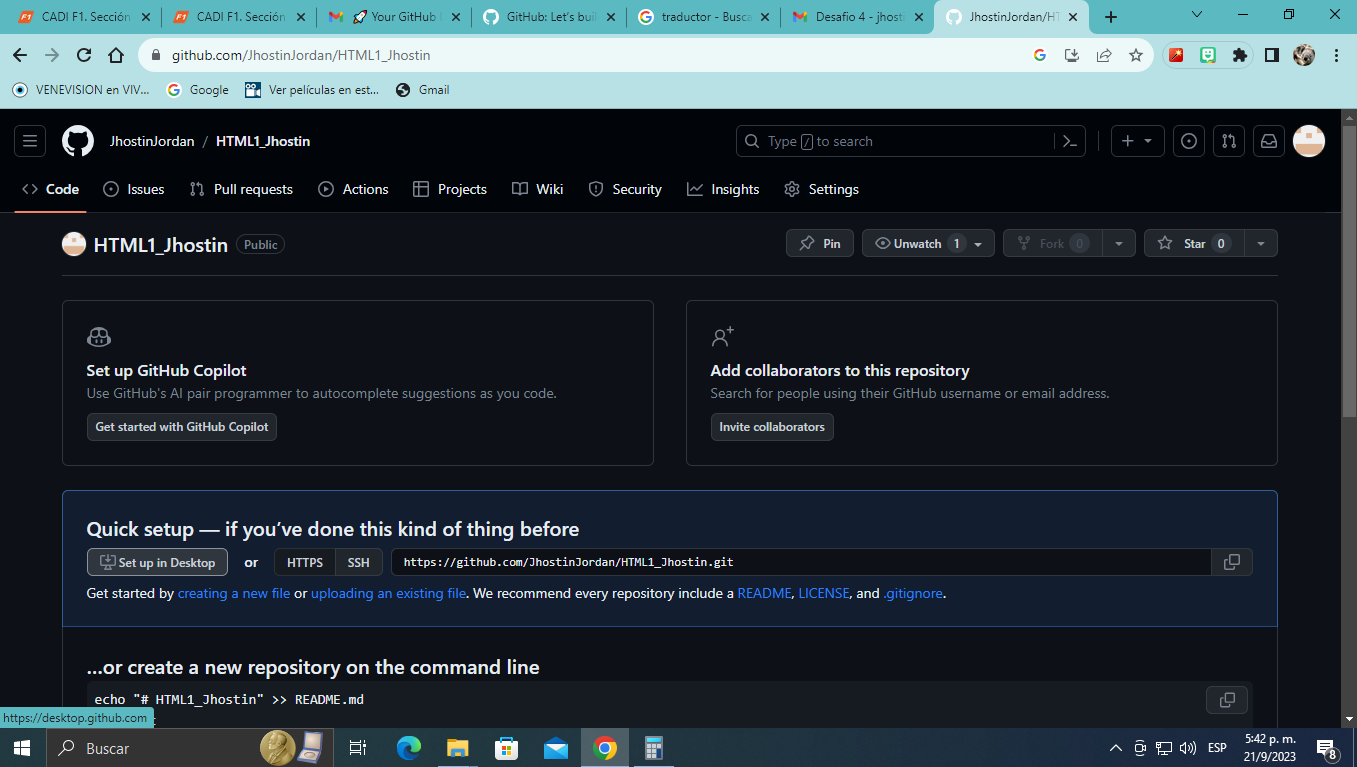 CADI F1. Sección
CADI F1. Sección
Your GitHub
GitHub: Let's buil
traductor - Busca
Desafio 4 - jhosti
JhostinJordan/HT
github.com/JhostinJordan/HTML1_Jhostin
VENEVISION en VIV...
Google
Ver películas en est...
Gmail
JhostinJordan / HTML1_Jhostin
Type / to search
Code Issues Pull requests Actions Projects Wiki Security Insights Settings
HTML1_Jhostin Public
Pin Unwatch 1 Fork 0 Star 0
Set up GitHub Copilot
Use GitHub's AI pair programmer to autocomplete suggestions as you code.
Get started with GitHub Copilot
Add collaborators to this repository
Search for people using their GitHub username or email address.
Invite collaborators
Quick setup — if you've done this kind of thing before
Set up in Desktop or HTTPS SSH https://github.com/JhostinJordan/HTML1_Jhostin.git
Get started by creating a new file or uploading an existing file. We recommend every repository include a README, LICENSE, and .gitignore.
...or create a new repository on the command line
echo "# HTML1_Jhostin" >> README.md
https://desktop.github.com
Buscar
ESP
5:42 p. m.
21/9/2023
8